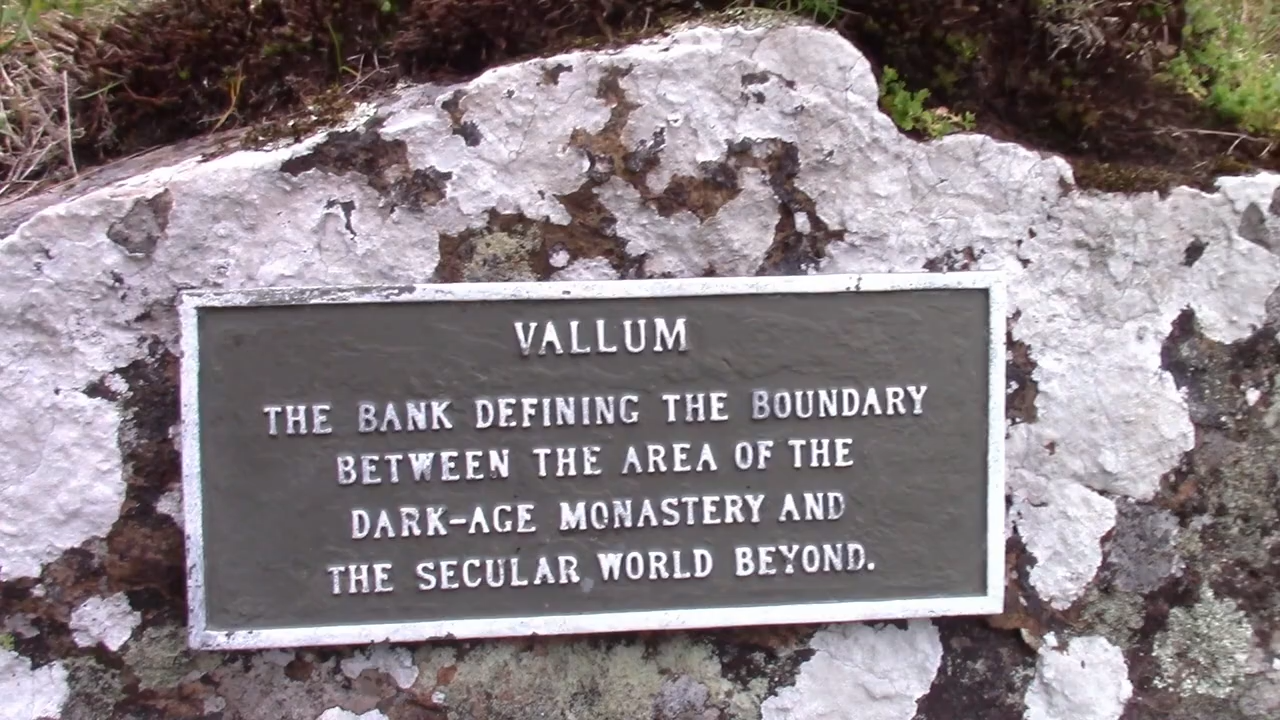 VALLUM
THE BANK DEFINING THE BOUNDARY
BETWEEN THE AREA OF THE
DARK-AGE MONASTERY AND
THE SECULAR WORLD BEYOND.